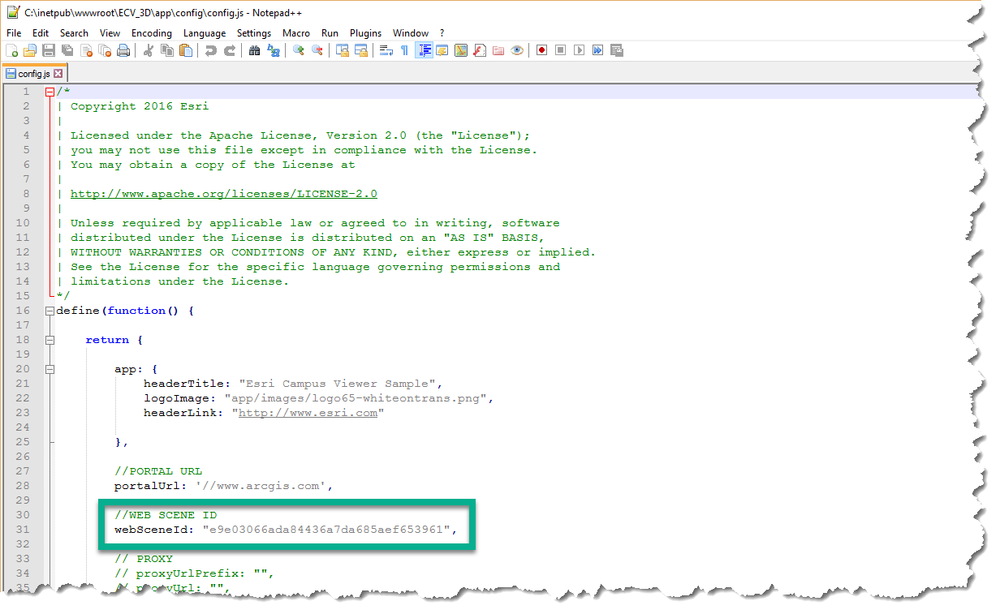 C:\inetpub\wwwroot\ECV_3D\app\config\config.js - Notepad++
File Edit Search View Encoding Language Settings Macro Run Plugins Window ?
config.js
1 /*
2 | Copyright 2016 Esri
3 |
4 | Licensed under the Apache License, Version 2.0 (the "License");
5 | you may not use this file except in compliance with the License.
6 | You may obtain a copy of the License at
7 |
8 | http://www.apache.org/licenses/LICENSE-2.0
9 |
10 | Unless required by applicable law or agreed to in writing, software
11 | distributed under the License is distributed on an "AS IS" BASIS,
12 | WITHOUT WARRANTIES OR CONDITIONS OF ANY KIND, either express or implied.
13 | See the License for the specific language governing permissions and
14 | limitations under the License.
15 */
16 define(function() {
17
18 return {
19
20 app: {
21 headerTitle: "Esri Campus Viewer Sample",
22 logoImage: "app/images/logo65-whiteontrans.png",
23 headerLink: "http://www.esri.com"
24
25 },
26
27 //PORTAL URL
28 portalUrl: '//www.arcgis.com',
29
30 //WEB SCENE ID
31 webSceneId: "e9e03066ada84436a7da685aef653961",
32
33 // PROXY
34 // proxyUrlPrefix: "",
35 // proxyUrl: "",